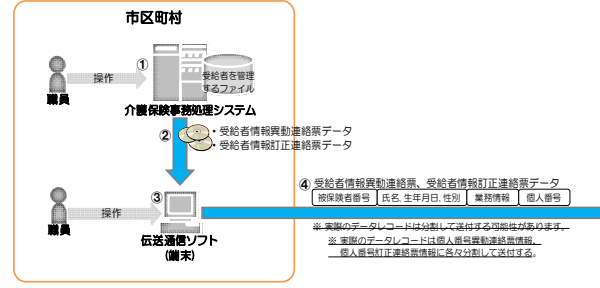 市区町村
①
職員
操作
受給者を管理
するファイル
介護保険事務処理システム
②
・受給者情報異動連絡票データ
・受給者情報訂正連絡票データ
③
職員
操作
伝送通信ソフト
(端末)
④ 受給者情報異動連絡票、受給者情報訂正連絡票データ
被保険者番号 氏名, 生年月日, 性別 業務情報 個人番号
※ 実際のデータレコードは分割して送付する可能性があります。
※ 実際のデータレコードは個人番号異動連絡票情報、
個人番号訂正連絡票情報に各々分割して送付する。